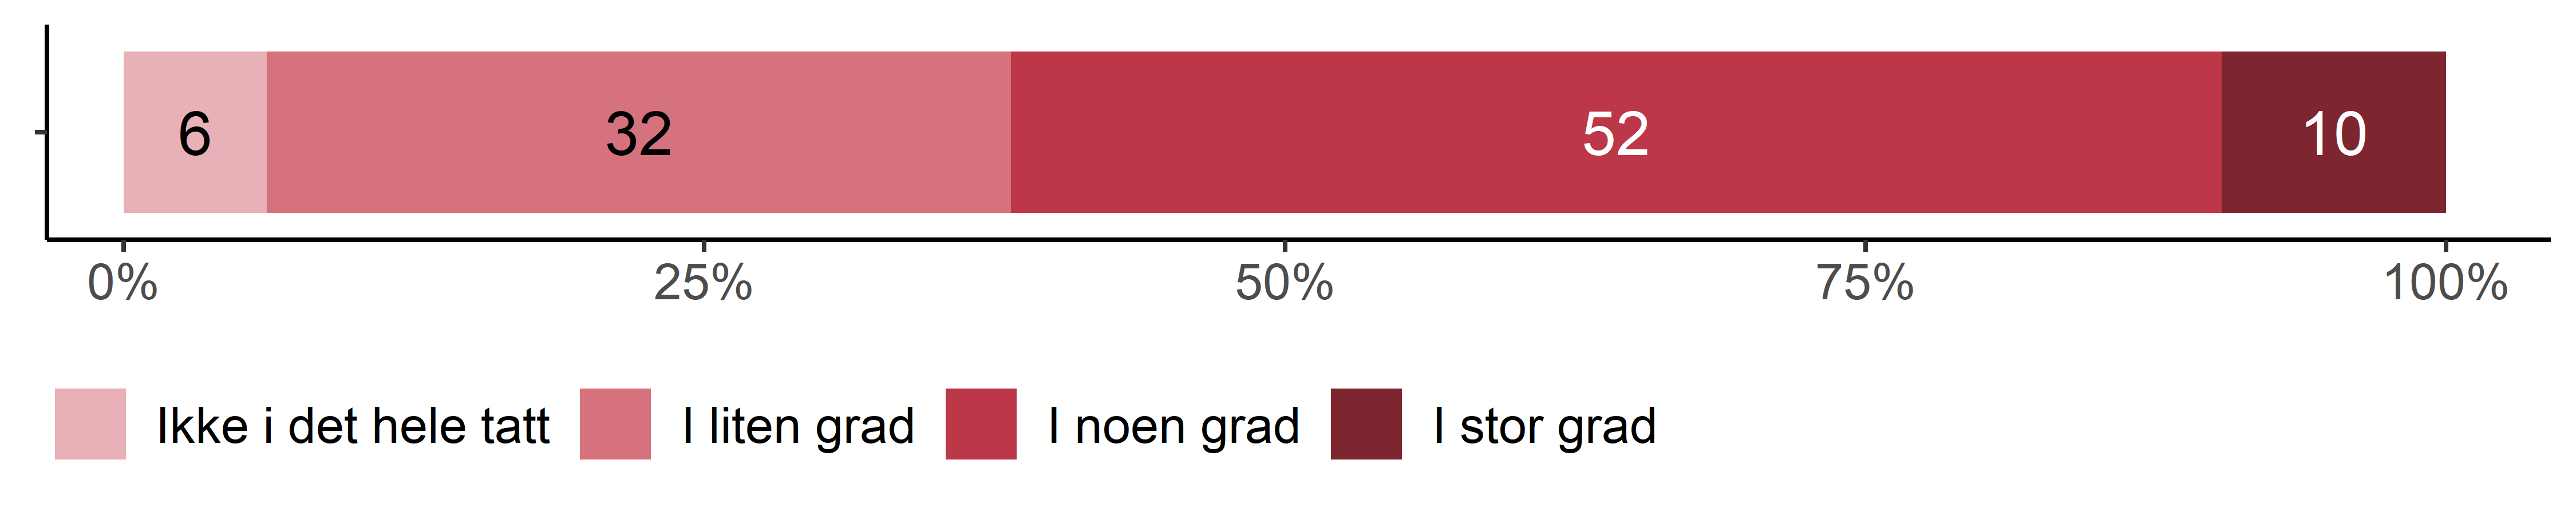 6 32 52 10
0% 25% 50% 75% 100%
Ikke i det hele tatt I liten grad I noen grad I stor grad